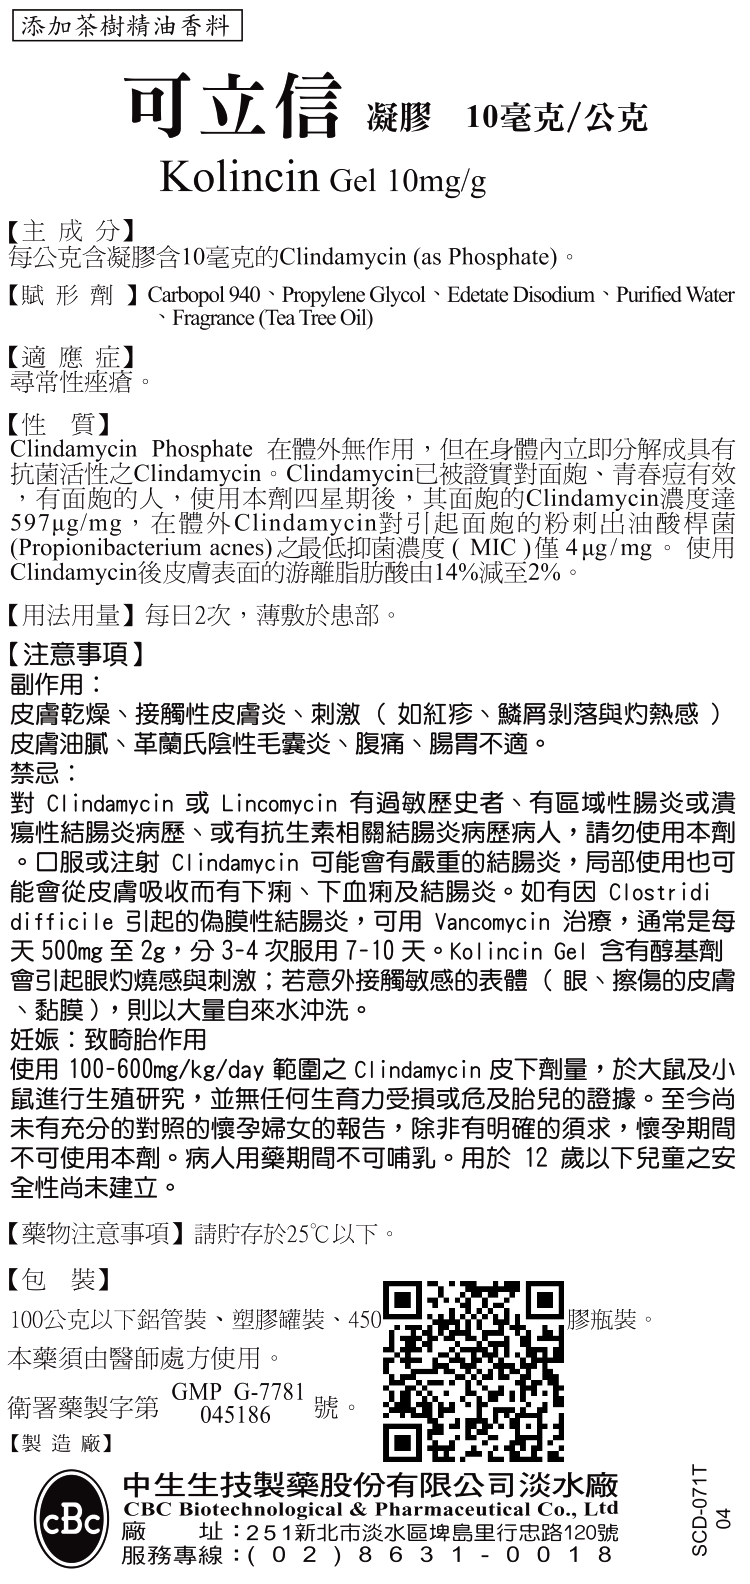 添加茶樹精油香料
可立信 凝膠 10毫克/公克
Kolincin Gel 10mg/g
【主 成 分】
每公克含凝膠含10毫克的Clindamycin (as Phosphate)。
【賦 形 劑 】Carbopol 940、Propylene Glycol、Edetate Disodium、Purified Water
、Fragrance (Tea Tree Oil)
【適 應 症】
尋常性痤瘡。
【性 質】
Clindamycin Phosphate 在體外無作用，但在身體內立即分解成具有
抗菌活性之Clindamycin。Clindamycin已被證實對面皰、青春痘有效
，有面皰的人，使用本劑四星期後，其面皰的Clindamycin濃度達
597μg/mg，在體外Clindamycin對引起面皰的粉刺出油酸桿菌
(Propionibacterium acnes)之最低抑菌濃度 ( MIC )僅 4μg/mg。 使用
Clindamycin後皮膚表面的游離脂肪酸由14%減至2%。
【用法用量】每日2次，薄敷於患部。
【注意事項】
副作用：
皮膚乾燥、接觸性皮膚炎、刺激 （ 如紅疹、鱗屑剝落與灼熱感 ）
皮膚油膩、革蘭氏陰性毛囊炎、腹痛、腸胃不適。
禁忌：
對 Clindamycin 或 Lincomycin 有過敏歷史者、有區域性腸炎或潰
瘍性結腸炎病歷、或有抗生素相關結腸炎病歷病人，請勿使用本劑
。口服或注射 Clindamycin 可能會有嚴重的結腸炎，局部使用也可
能會從皮膚吸收而有下痢、下血痢及結腸炎。如有因 Clostridi
difficile 引起的偽膜性結腸炎，可用 Vancomycin 治療，通常是每
天 500mg 至 2g，分 3-4 次服用 7-10 天。Kolincin Gel 含有醇基劑
會引起眼灼燒感與刺激；若意外接觸敏感的表體 （ 眼、擦傷的皮膚
、黏膜），則以大量自來水沖洗。
妊娠：致畸胎作用
使用 100-600mg/kg/day 範圍之 Clindamycin 皮下劑量，於大鼠及小
鼠進行生殖研究，並無任何生育力受損或危及胎兒的證據。至今尚
未有充分的對照的懷孕婦女的報告，除非有明確的須求，懷孕期間
不可使用本劑。病人用藥期間不可哺乳。用於 12 歲以下兒童之安
全性尚未建立。
【藥物注意事項】請貯存於25℃以下。
【包 裝】
100公克以下鋁管裝、塑膠罐裝、450 膠瓶裝。
本藥須由醫師處方使用。
衛署藥製字第 GMP G-7781 045186 號。
【製 造 廠】
cBc
中生生技製藥股份有限公司淡水廠
CBC Biotechnological & Pharmaceutical Co., Ltd
廠 址：251新北市淡水區埤島里行忠路120號
服務專線：(02)8631-0018
SCD-071T
04